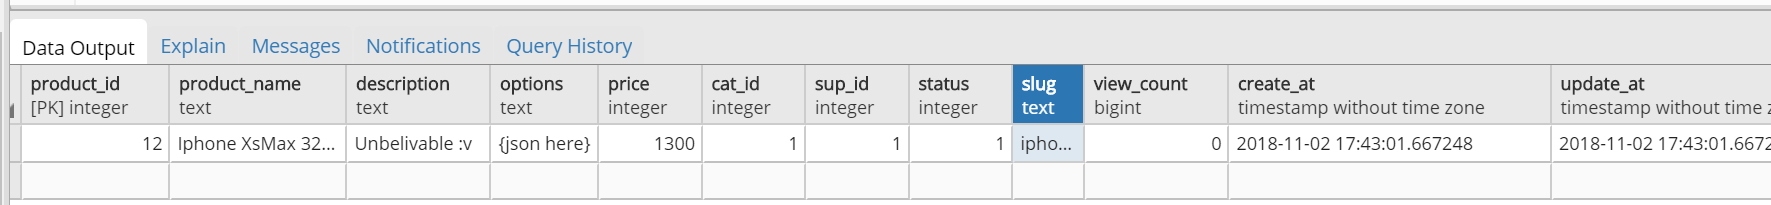 Data Output Explain Messages Notifications Query History
product_id product_name description options price cat_id sup_id status slug view_count create_at update_at
[PK] integer text text text integer integer integer integer text bigint timestamp without time zone timestamp without time z
12 Iphone XsMax 32... Unbelivable :v {json here} 1300 1 1 1 ipho... 0 2018-11-02 17:43:01.667248 2018-11-02 17:43:01.6672